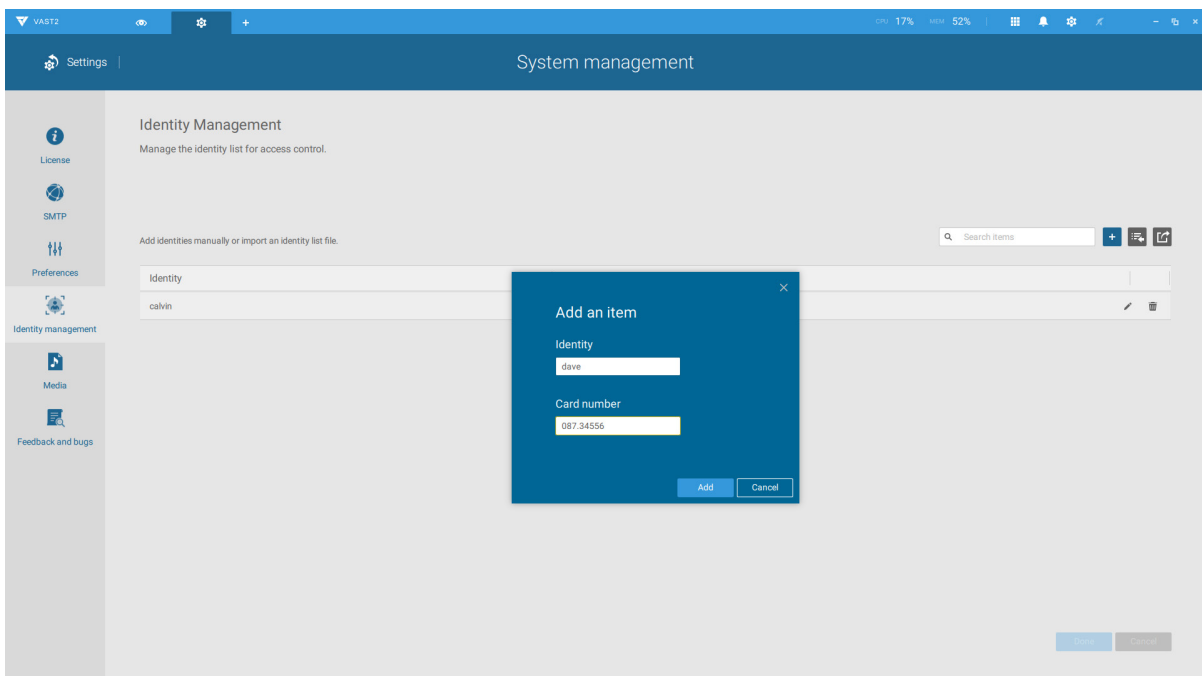 VAST2
+
CPU 17% MEM 52%
Settings
System management
License
SMTP
Preferences
Identity management
Media
Feedback and bugs
Identity Management
Manage the identity list for access control.
Add identities manually or import an identity list file.
Search items
Identity
calvin
Add an item
Identity
dave
Card number
087.34556
Add
Cancel
Done
Cancel